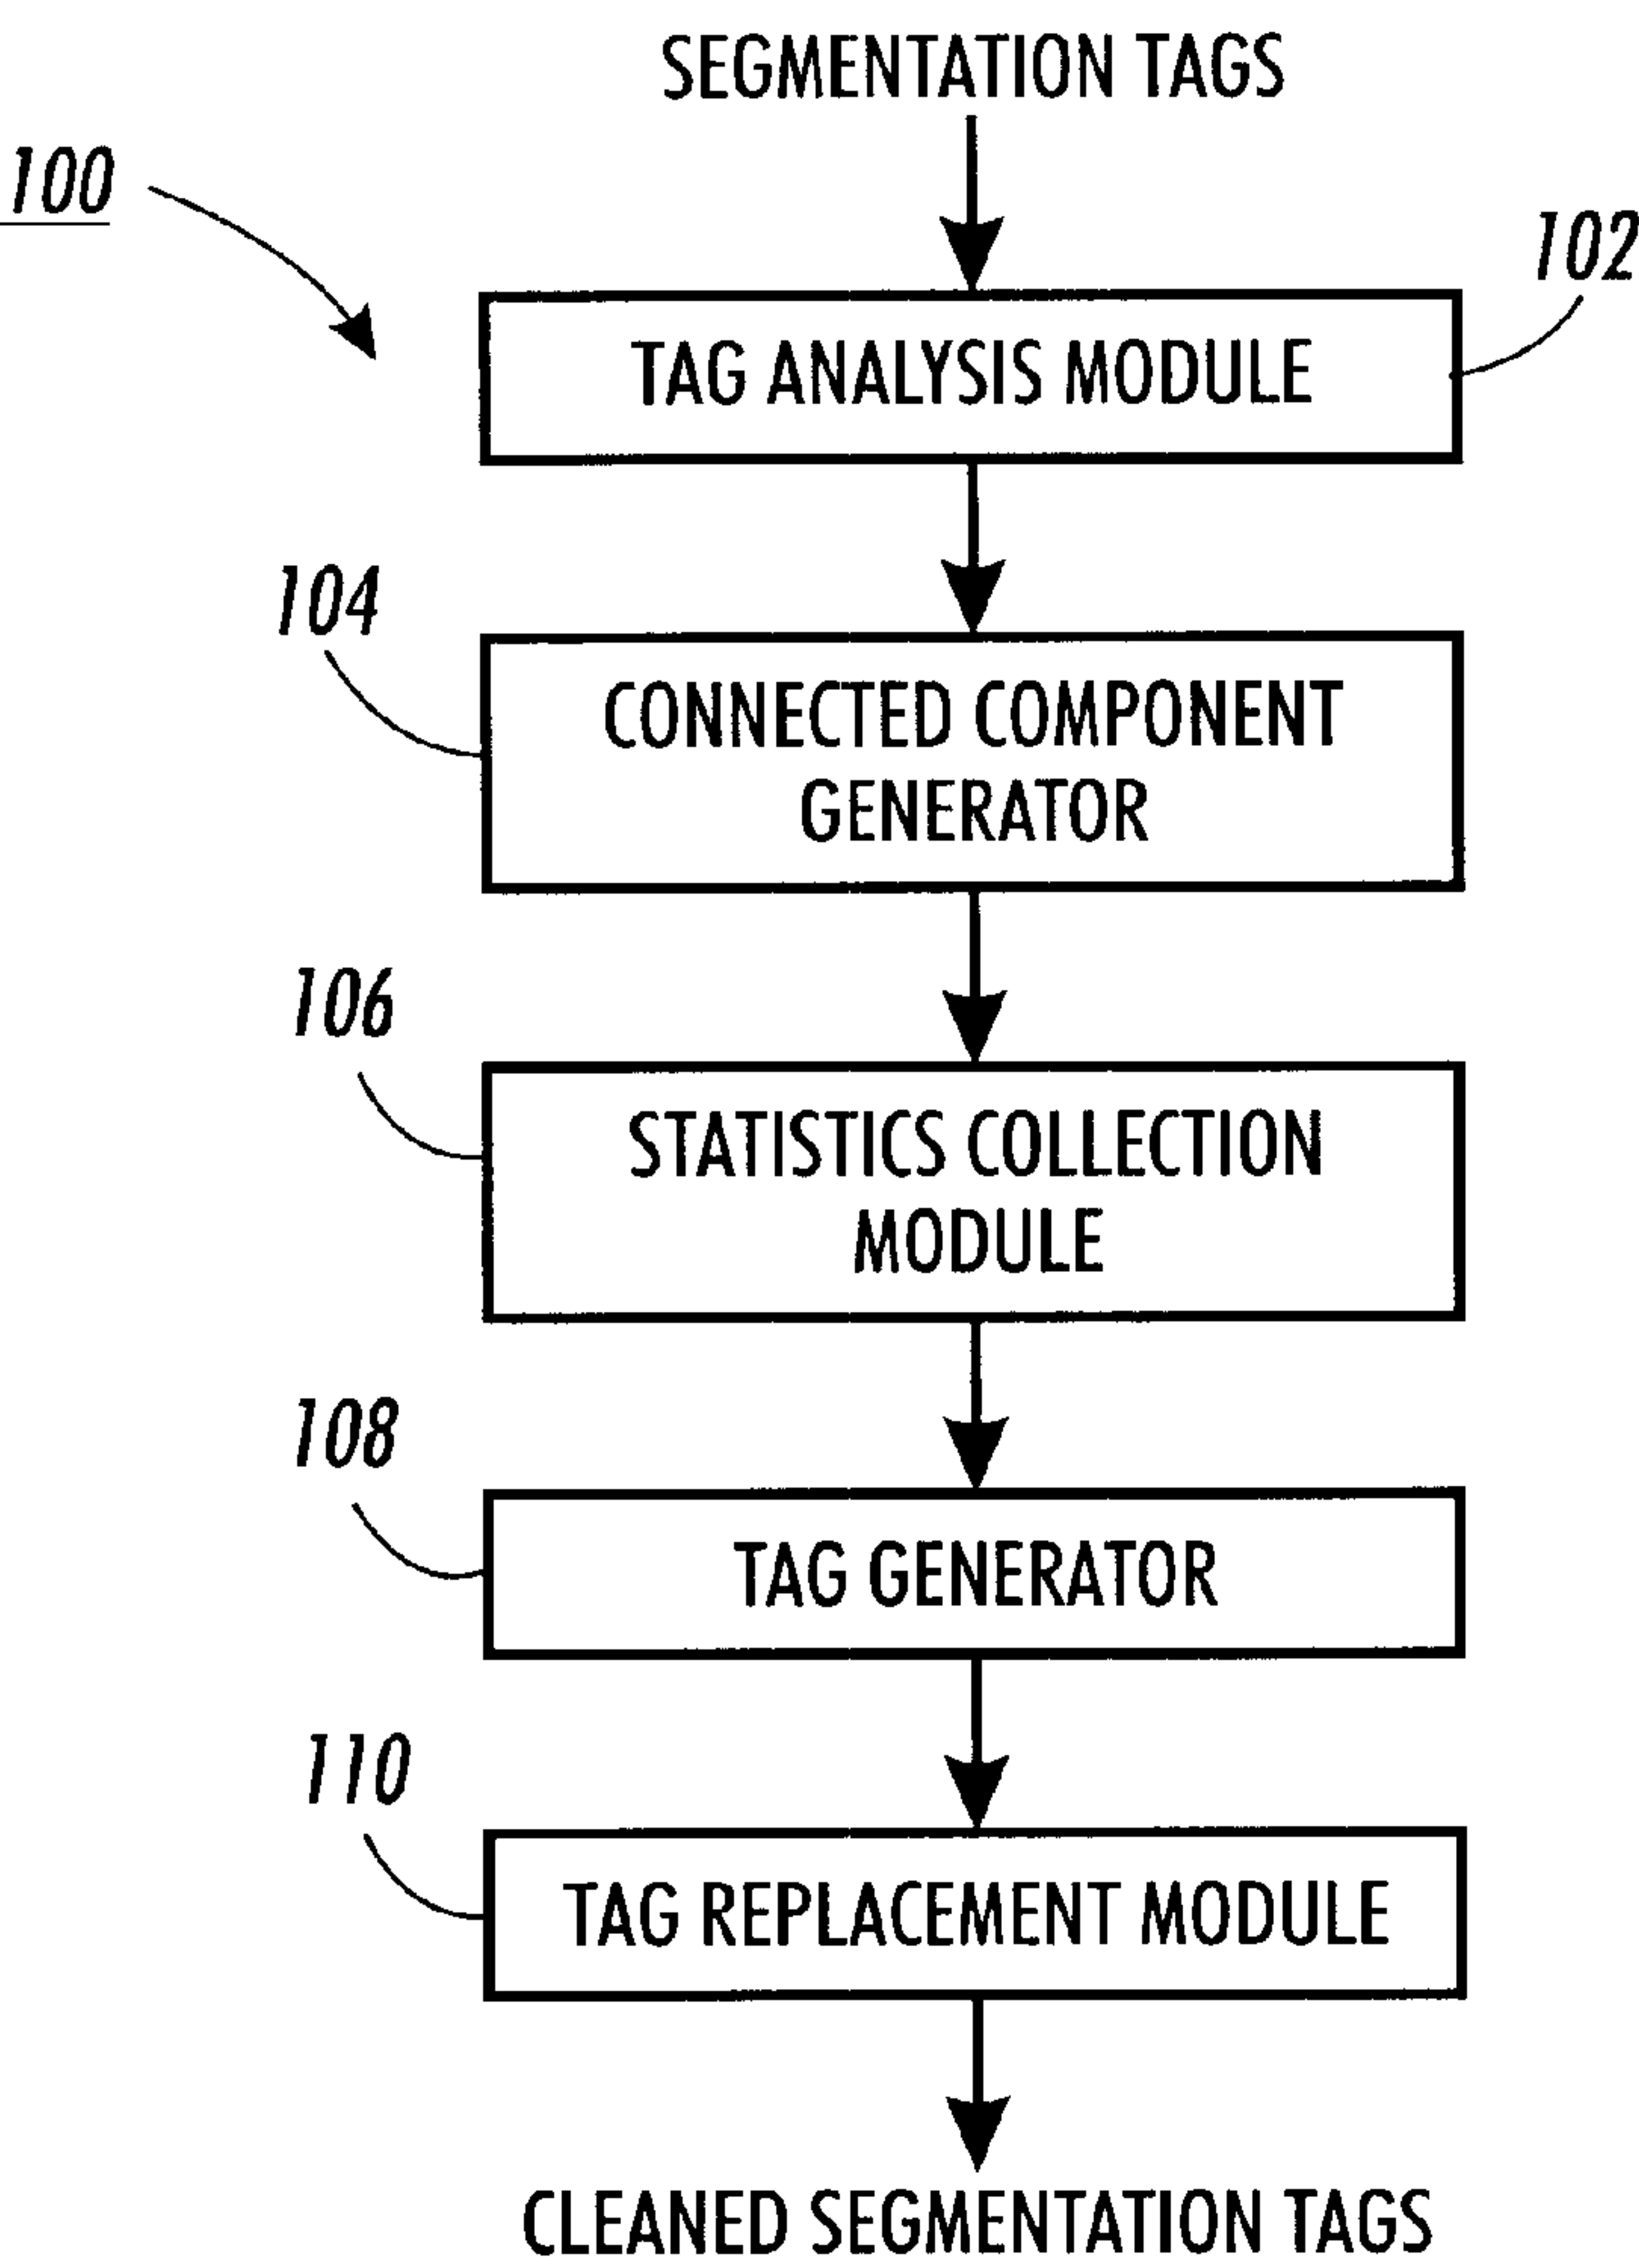 SEGMENTATION TAGS
100
102
TAG ANALYSIS MODULE
104
CONNECTED COMPONENT
GENERATOR
106
STATISTICS COLLECTION
MODULE
108
TAG GENERATOR
110
TAG REPLACEMENT MODULE
CLEANED SEGMENTATION TAGS